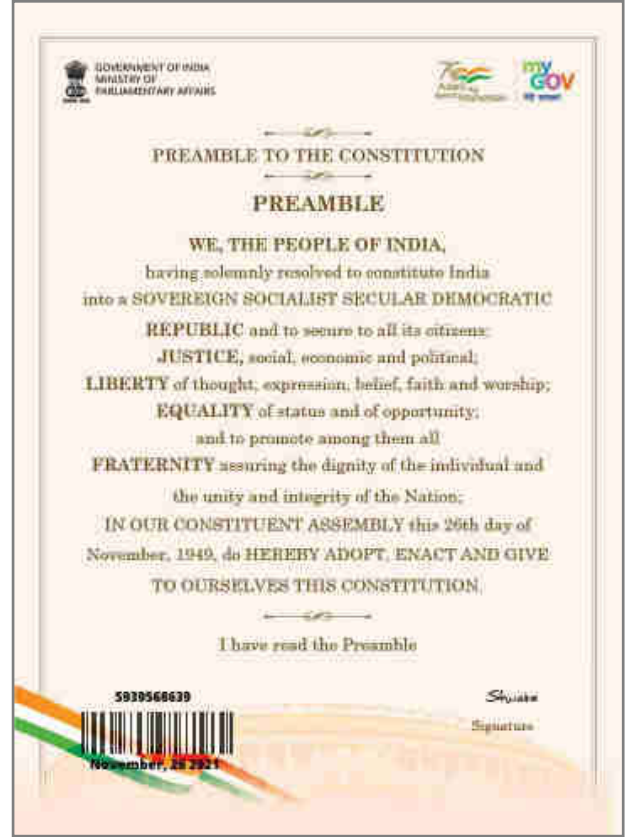 GOVERNMENT OF INDIA
MINISTRY OF
PARLIAMENTARY AFFAIRS
my
GOV
मेरी सरकार
PREAMBLE TO THE CONSTITUTION
PREAMBLE
WE, THE PEOPLE OF INDIA,
having solemnly resolved to constitute India
into a SOVEREIGN SOCIALIST SECULAR DEMOCRATIC
REPUBLIC and to secure to all its citizens:
JUSTICE, social, economic and political;
LIBERTY of thought, expression, belief, faith and worship;
EQUALITY of status and of opportunity;
and to promote among them all
FRATERNITY assuring the dignity of the individual and
the unity and integrity of the Nation;
IN OUR CONSTITUENT ASSEMBLY this 26th day of
November, 1949, do HEREBY ADOPT, ENACT AND GIVE
TO OURSELVES THIS CONSTITUTION.
I have read the Preamble
5939568639
November, 26 2021
Signature